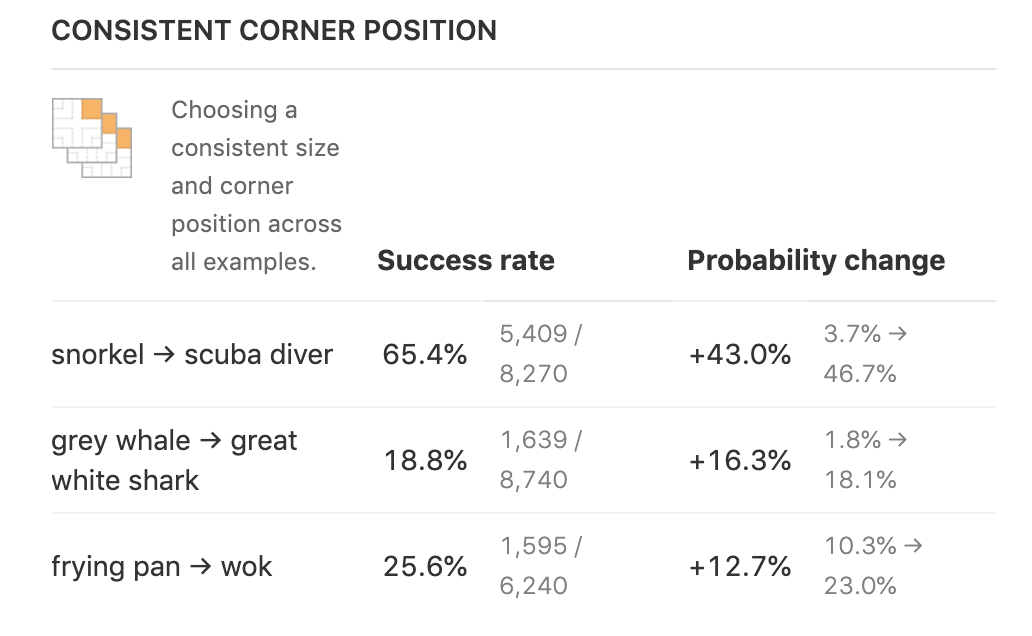 CONSISTENT CORNER POSITION
Choosing a
consistent size
and corner
position across
all examples.
Success rate
Probability change
snorkel → scuba diver
65.4%
5,409 /
8,270
+43.0%
3.7% →
46.7%
grey whale → great
white shark
18.8%
1,639 /
8,740
+16.3%
1.8% →
18.1%
frying pan → wok
25.6%
1,595 /
6,240
+12.7%
10.3% →
23.0%